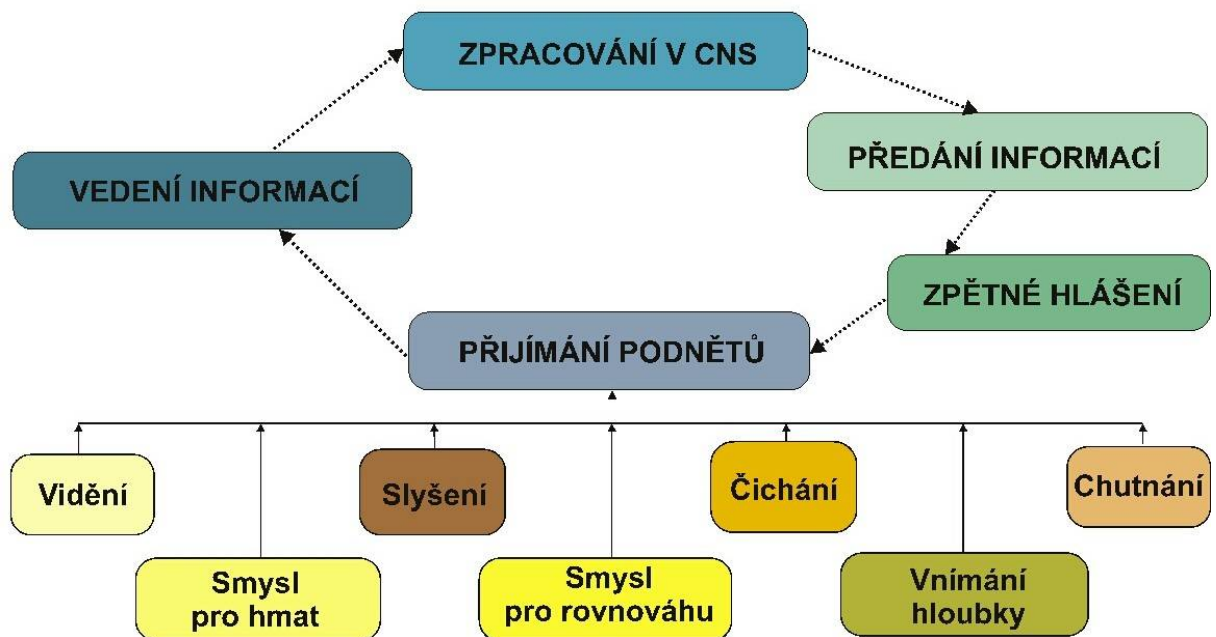 ZPRACOVÁNÍ V CNS
PŘEDÁNÍ INFORMACÍ
VEDENÍ INFORMACÍ
ZPĚTNÉ HLÁŠENÍ
PŘIJÍMÁNÍ PODNĚTŮ
Vidění
Slyšení
Čichání
Chutnání
Smysl
pro hmat
Smysl
pro rovnováhu
Vnímání
hloubky